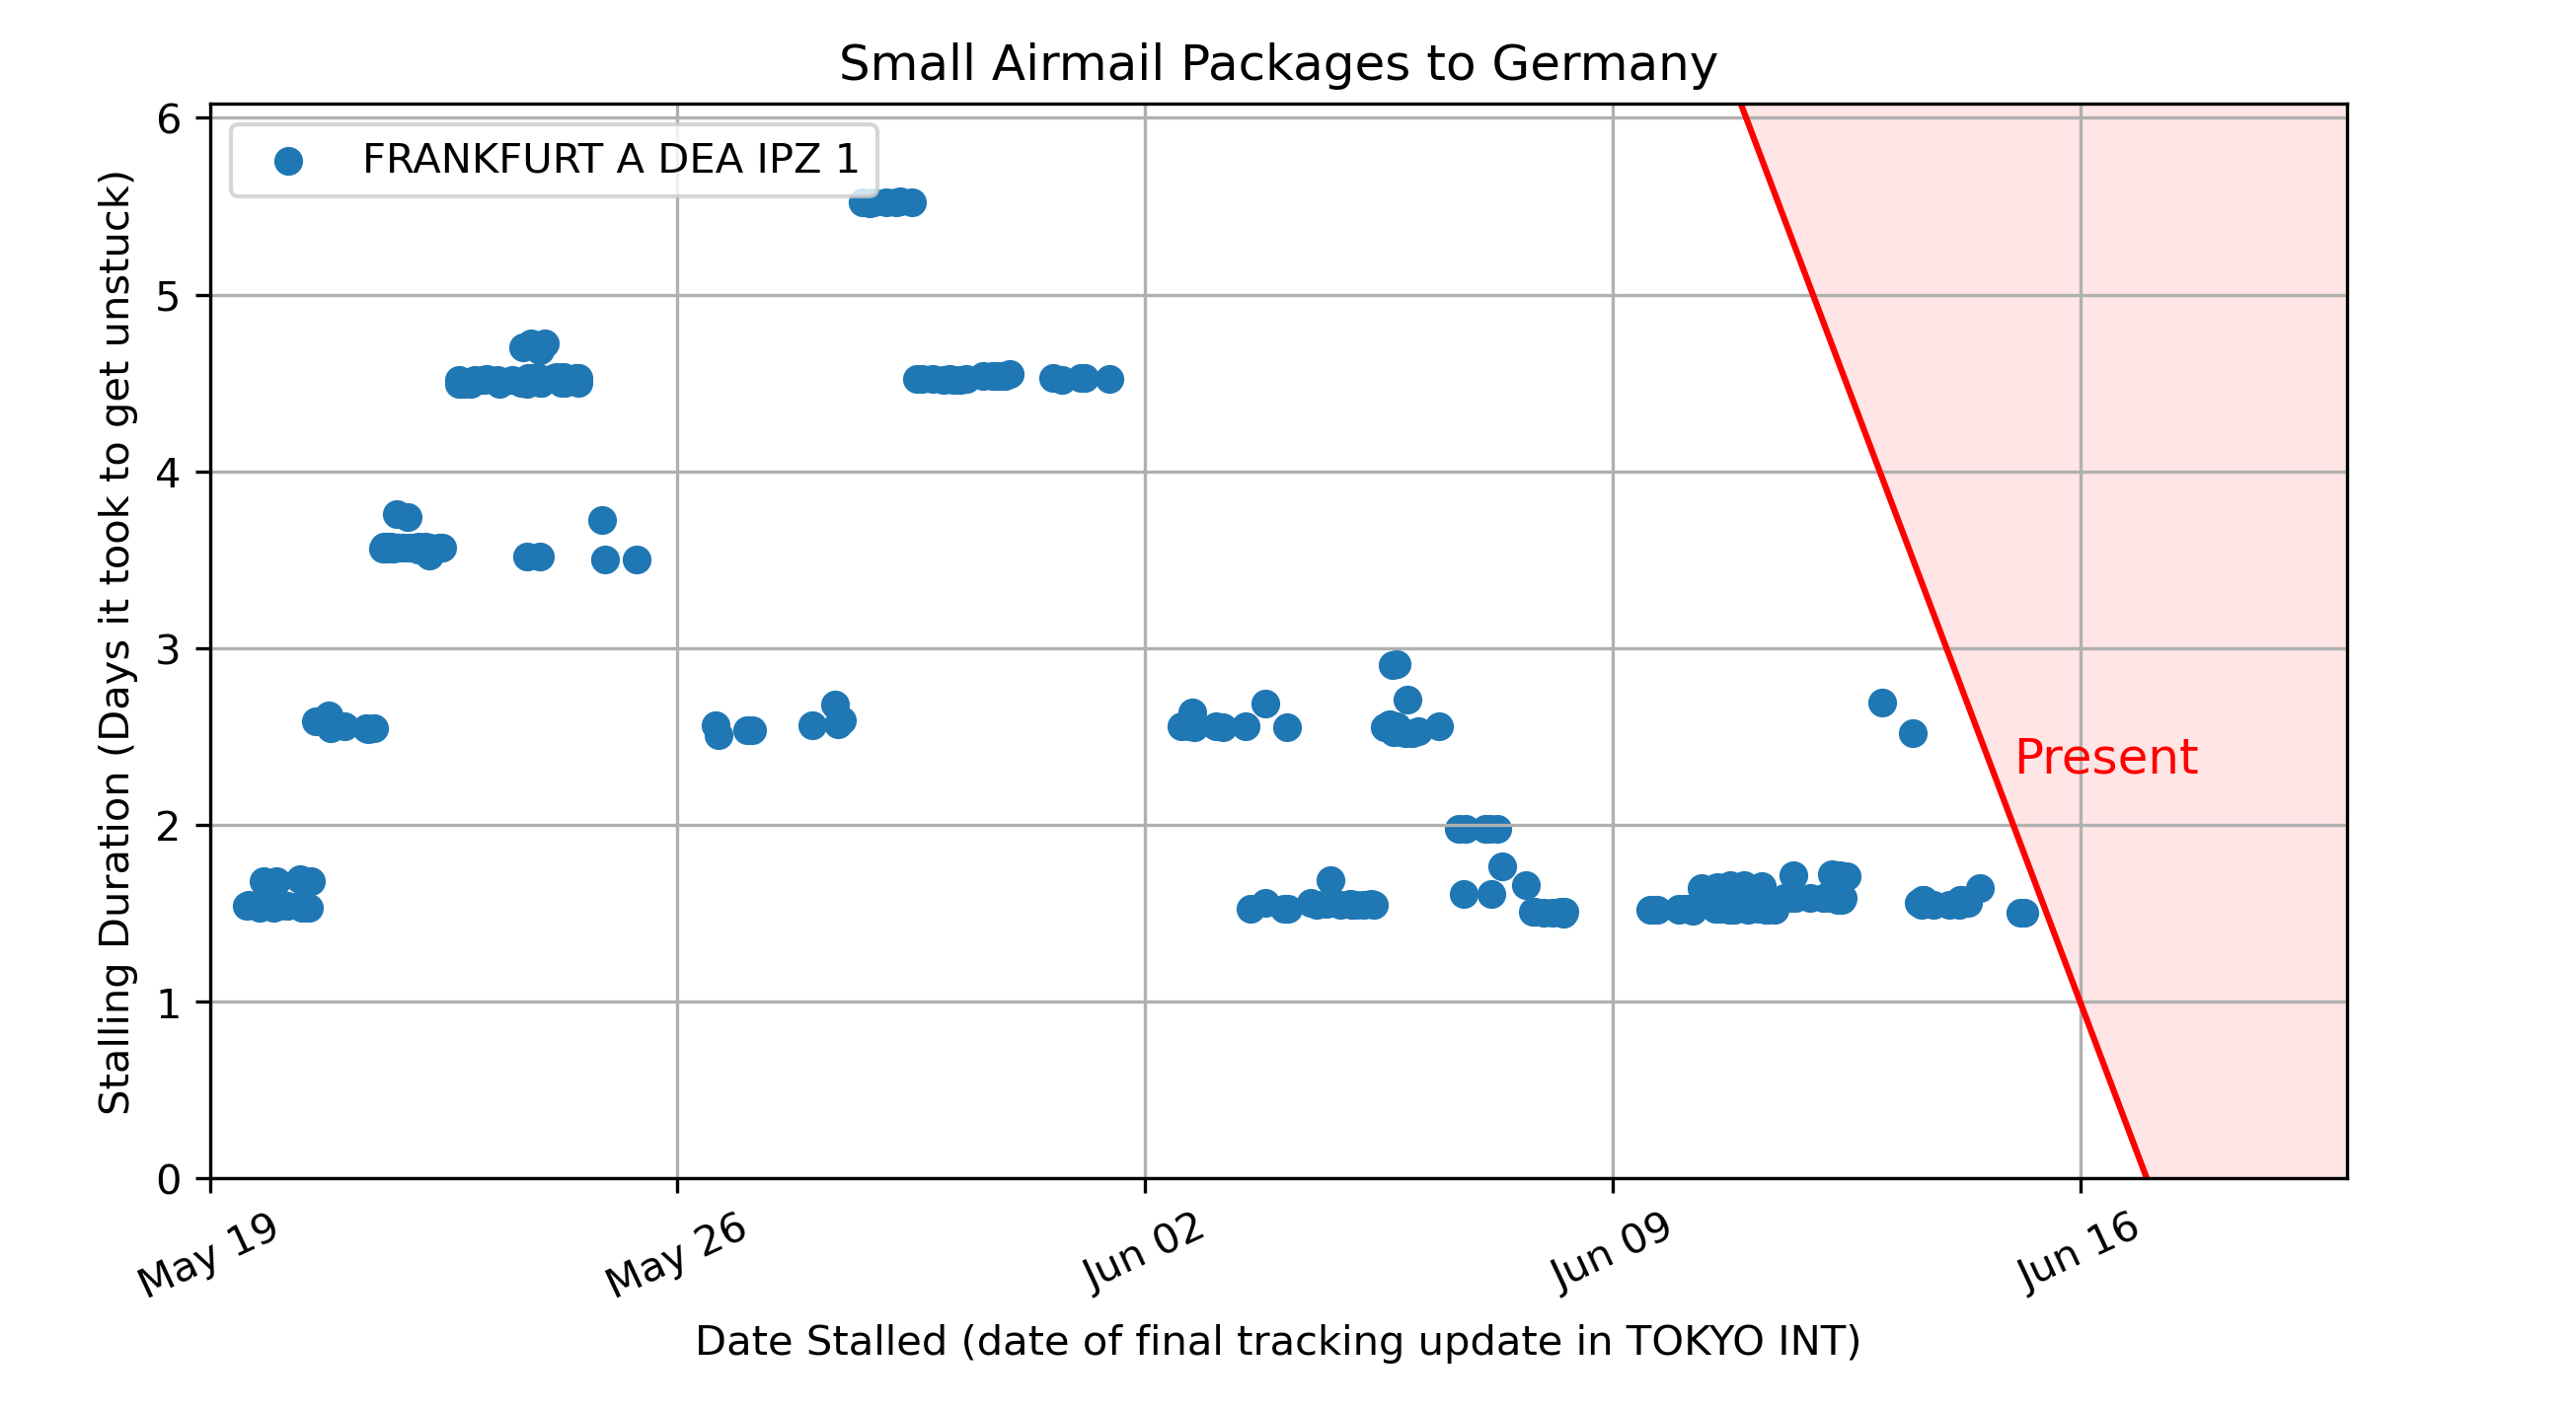 Small Airmail Packages to Germany
FRANKFURT A DEA IPZ 1
Stalling Duration (Days it took to get unstuck)
6
5
4
3
2
1
0
Present
May 19
May 26
Jun 02
Jun 09
Jun 16
Date Stalled (date of final tracking update in TOKYO INT)